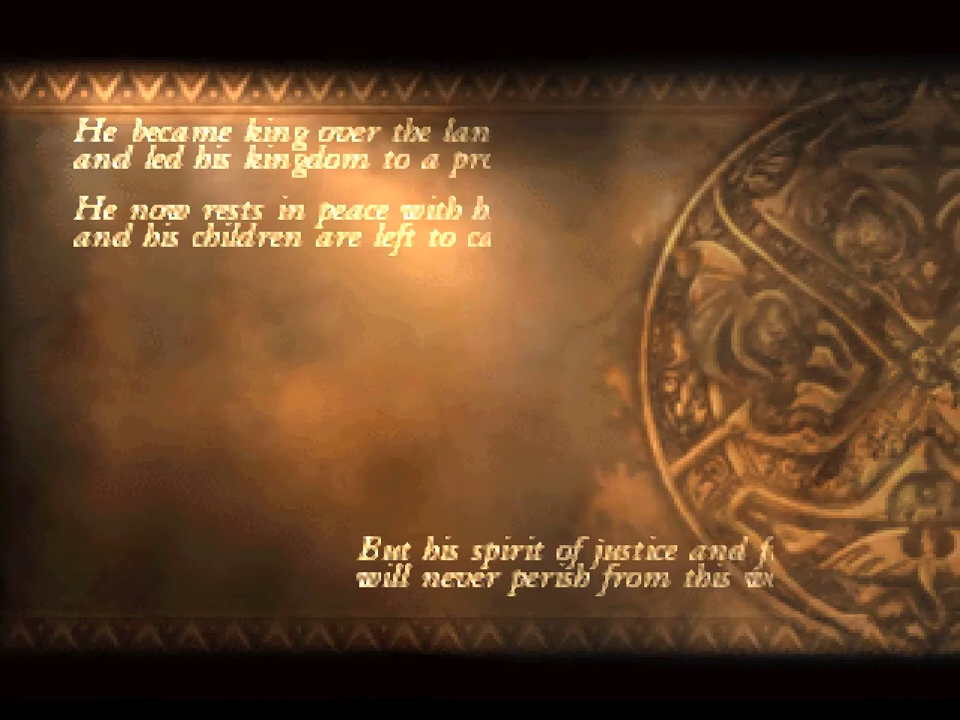 He became king over the lan
and led his kingdom to a pr
He now rests in peace with h
and his children are left to ca
But his spirit of justice and f
will never perish from this w